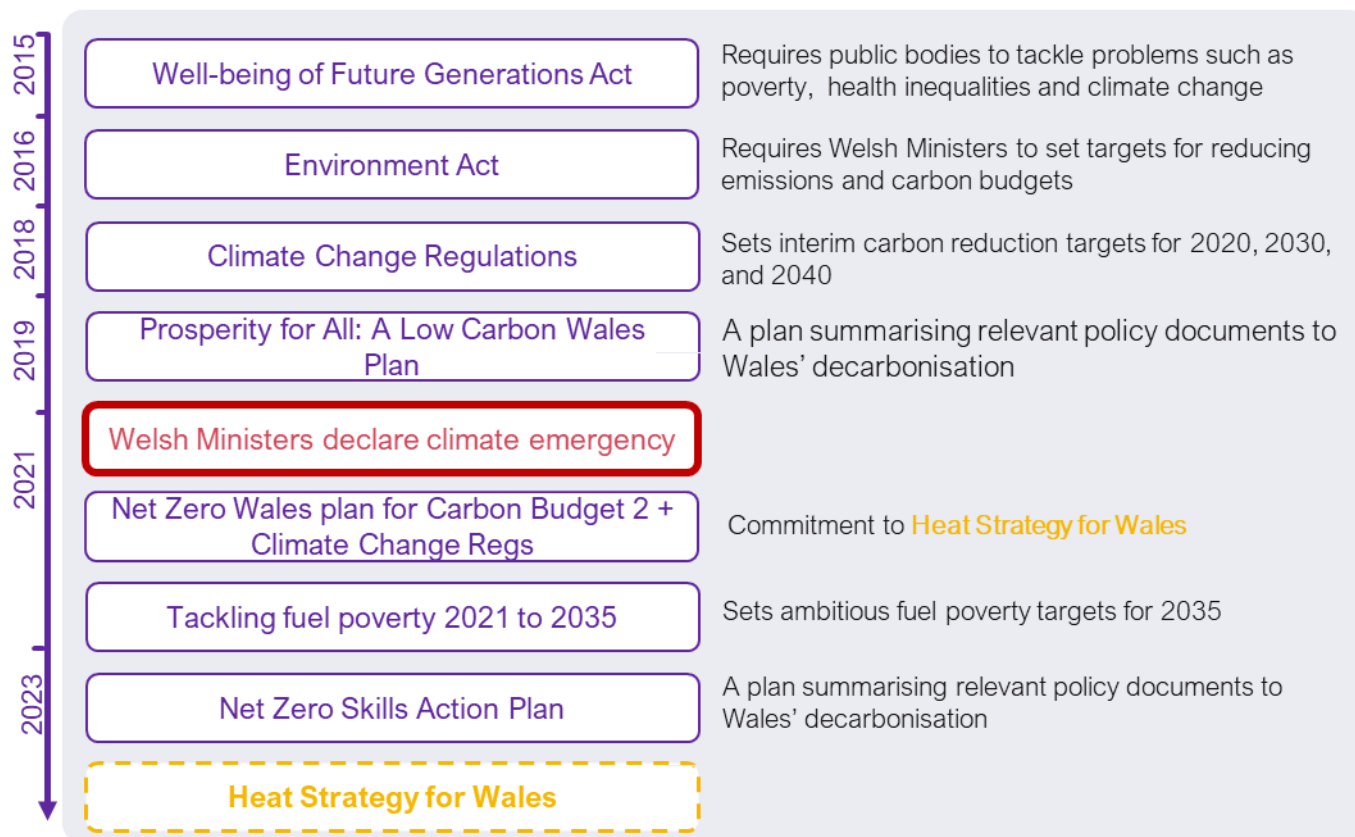 2015
Well-being of Future Generations Act
Requires public bodies to tackle problems such as
poverty, health inequalities and climate change
2016
Environment Act
Requires Welsh Ministers to set targets for reducing
emissions and carbon budgets
2018
Climate Change Regulations
Sets interim carbon reduction targets for 2020, 2030,
and 2040
2019
Prosperity for All: A Low Carbon Wales
Plan
A plan summarising relevant policy documents to
Wales’ decarbonisation
2021
Welsh Ministers declare climate emergency
Net Zero Wales plan for Carbon Budget 2 +
Climate Change Regs
Commitment to Heat Strategy for Wales
Tackling fuel poverty 2021 to 2035
Sets ambitious fuel poverty targets for 2035
2023
Net Zero Skills Action Plan
A plan summarising relevant policy documents to
Wales’ decarbonisation
Heat Strategy for Wales